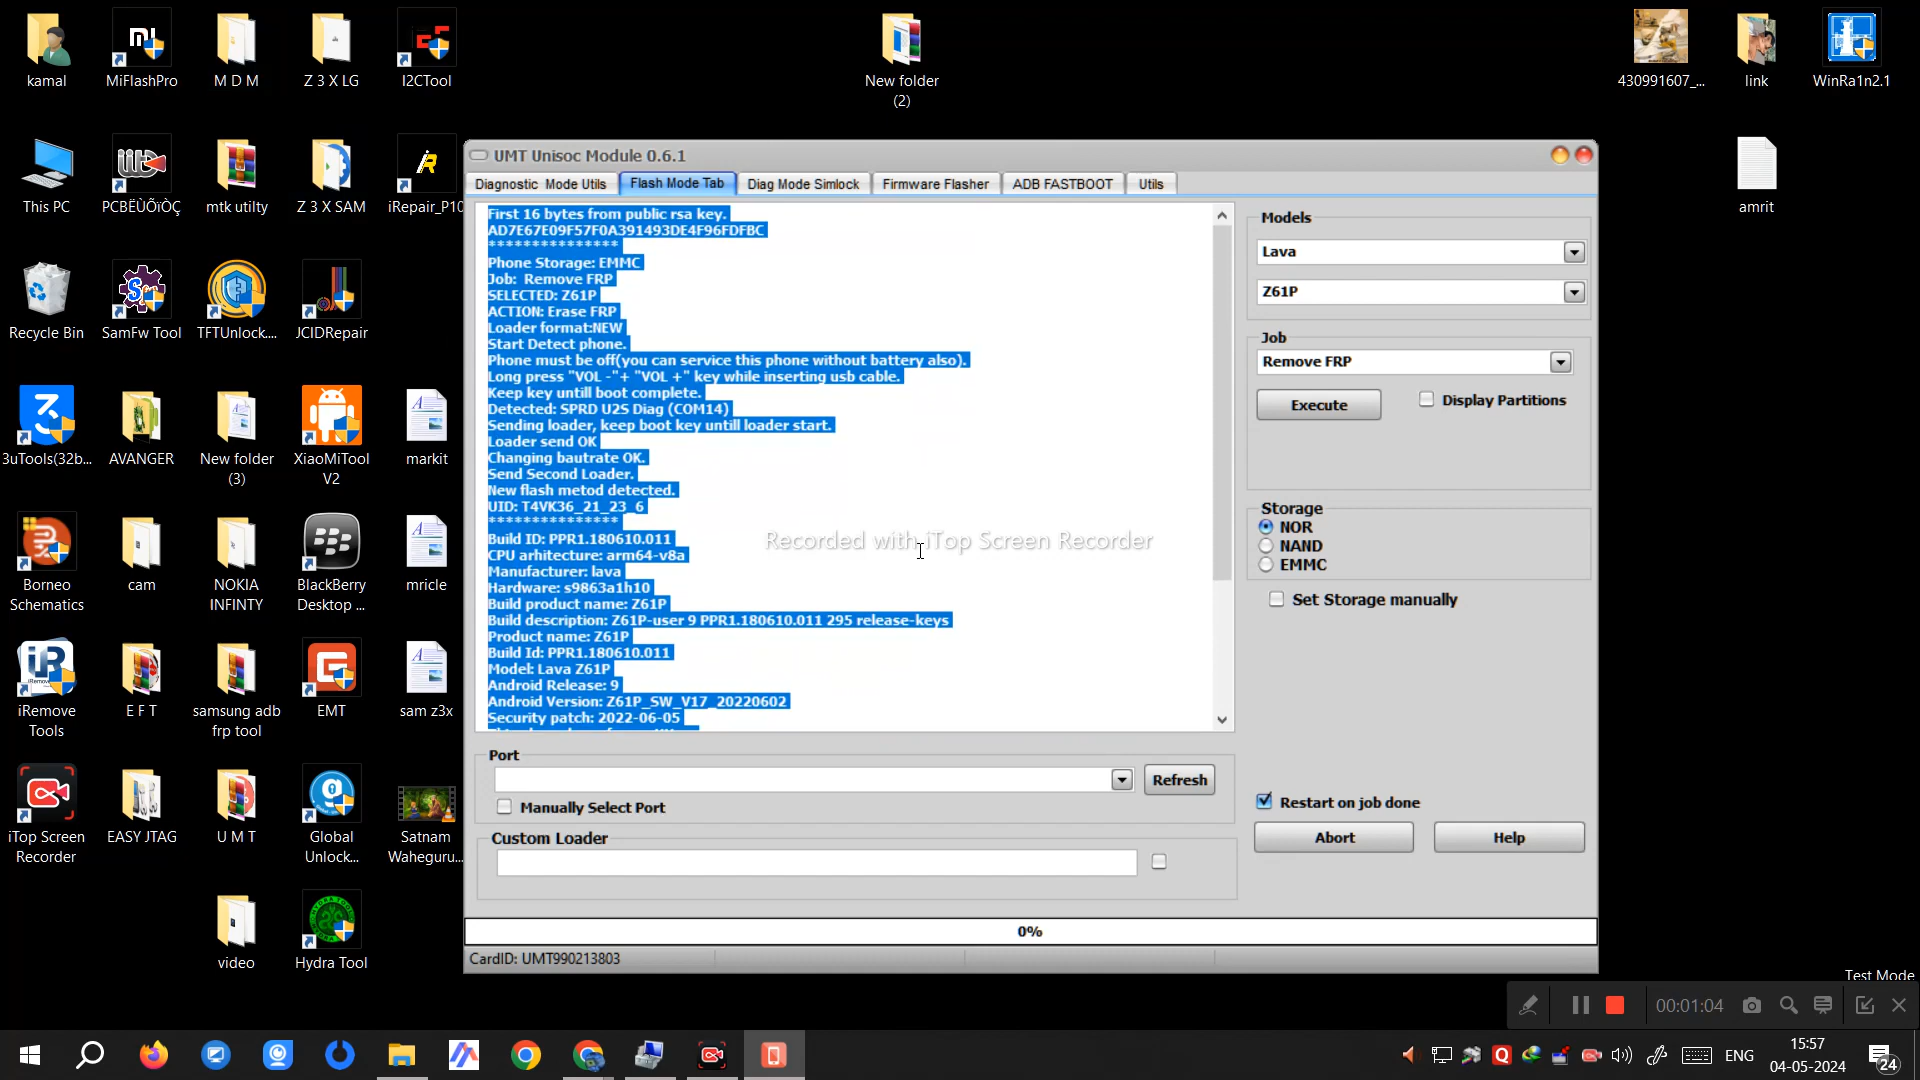 kamal
MiFlashPro
M D M
Z 3 X LG
I2CTool
New folder
(2)
430991607_...
link
WinRa1n2.1
This PC
PCBËÙÕïÒÇ
mtk utilty
Z 3 X SAM
iRepair_P10
amrit
Recycle Bin
SamFw Tool
TFTUnlock....
JCIDRepair
3uTools(32b...
AVANGER
New folder
(3)
XiaoMiTool
V2
markit
Borneo
Schematics
cam
NOKIA
INFINTY
BlackBerry
Desktop ...
mricle
iRemove
Tools
E F T
samsung adb
frp tool
EMT
sam z3x
iTop Screen
Recorder
EASY JTAG
U M T
Global
Unlock...
Satnam
Waheguru...
video
Hydra Tool
UMT Unisoc Module 0.6.1
Diagnostic Mode Utils
Flash Mode Tab
Diag Mode Simlock
Firmware Flasher
ADB FASTBOOT
Utils
First 16 bytes from public rsa key.
AD7E67E09F57F0A391493DE4F96FDFBC
***************
Phone Storage: EMMC
Job: Remove FRP
SELECTED: Z61P
ACTION: Erase FRP
Loader format:NEW
Start Detect phone.
Phone must be off(you can service this phone without battery also).
Long press "VOL -"+ "VOL +" key while inserting usb cable.
Keep key untill boot complete.
Detected: SPRD U2S Diag (COM14)
Sending loader, keep boot key untill loader start.
Loader send OK
Changing bautrate OK.
Send Second Loader.
New flash metod detected.
UID: T4VK36_21_23_6
***************
Build ID: PPR1.180610.011
CPU arhitecture: arm64-v8a
Manufacturer: lava
Hardware: s9863a1h10
Build product name: Z61P
Build description: Z61P-user 9 PPR1.180610.011 295 release-keys
Product name: Z61P
Build Id: PPR1.180610.011
Model: Lava Z61P
Android Release: 9
Android Version: Z61P_SW_V17_20220602
Security patch: 2022-06-05
Recorded with iTop Screen Recorder
Models
Lava
Z61P
Job
Remove FRP
Execute
Display Partitions
Storage
NOR
NAND
EMMC
Set Storage manually
Port
Refresh
Manually Select Port
Custom Loader
Restart on job done
Abort
Help
0%
CardID: UMT990213803
Test Mode
00:01:04
ENG
15:57
04-05-2024
24